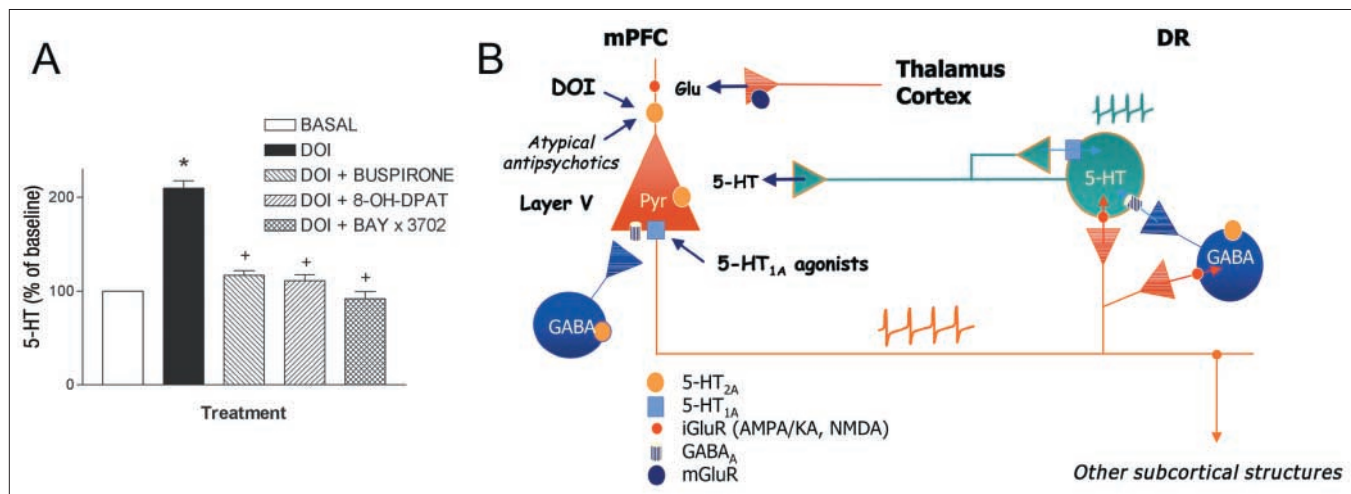 A
5-HT (% of baseline)
200
100
0
*
+
+
+
BASAL
DOI
DOI + BUSPIRONE
DOI + 8-OH-DPAT
DOI + BAY x 3702
Treatment
B
mPFC
DR
DOI
Glu
Thalamus
Cortex
Atypical
antipsychotics
5-HT
5-HT
Layer V
Pyr
5-HT1A agonists
GABA
GABA
5-HT2A
5-HT1A
iGluR (AMPA/KA, NMDA)
GABAA
mGluR
Other subcortical structures